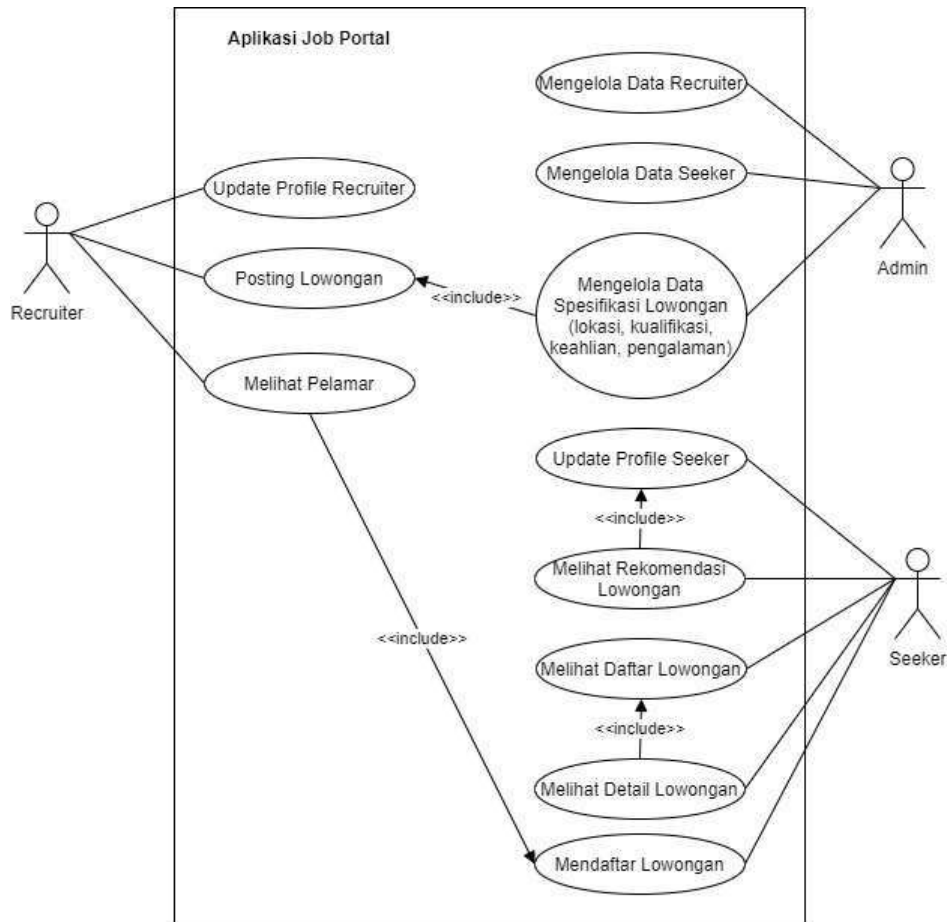 Aplikasi Job Portal
Mengelola Data Recruiter
Update Profile Recruiter
Mengelola Data Seeker
Admin
Recruiter
Posting Lowongan
<<include>>
Mengelola Data
Spesifikasi Lowongan
(lokasi, kualifikasi,
keahlian, pengalaman)
Melihat Pelamar
Update Profile Seeker
<<include>>
Melihat Rekomendasi
Lowongan
<<include>>
Seeker
Melihat Daftar Lowongan
<<include>>
Melihat Detail Lowongan
Mendaftar Lowongan